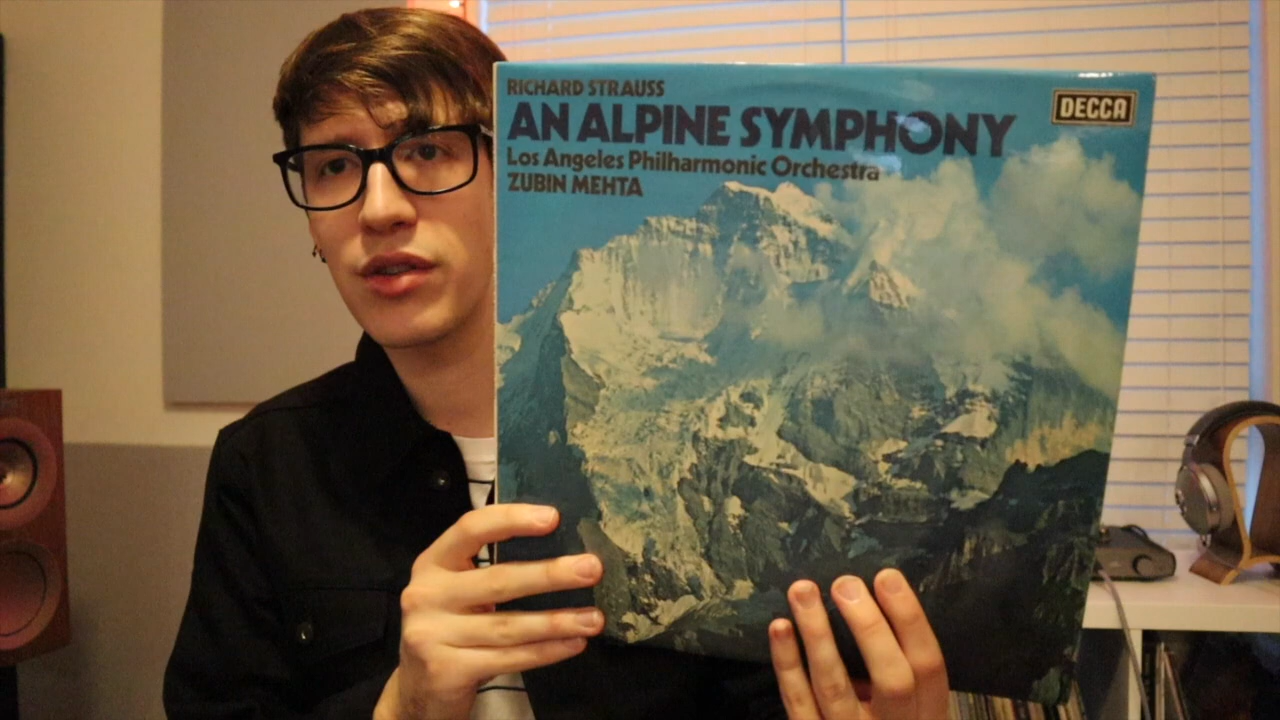 RICHARD STRAUSS
AN ALPINE SYMPHONY
Los Angeles Philharmonic Orchestra
ZUBIN MEHTA
DECCA